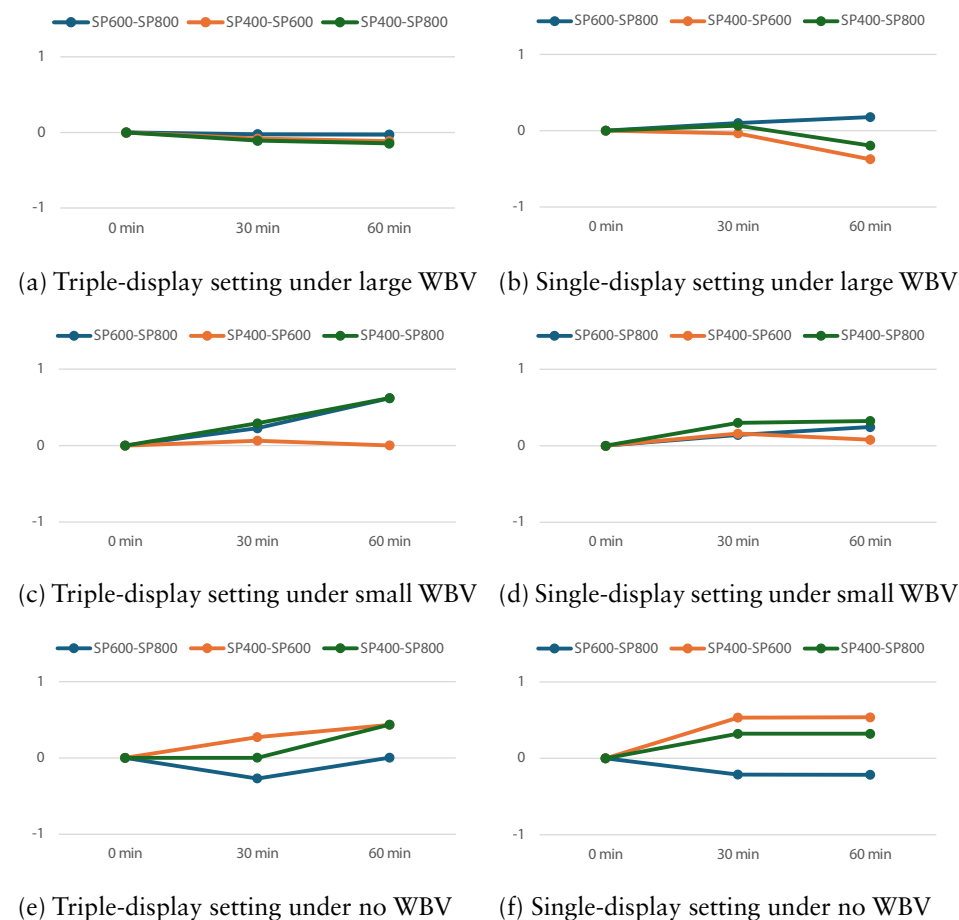 SP600-SP800 SP400-SP600 SP400-SP800
1
0
-1
0 min 30 min 60 min
(a) Triple-display setting under large WBV
SP600-SP800 SP400-SP600 SP400-SP800
1
0
-1
0 min 30 min 60 min
(b) Single-display setting under large WBV
SP600-SP800 SP400-SP600 SP400-SP800
1
0
-1
0 min 30 min 60 min
(c) Triple-display setting under small WBV
SP600-SP800 SP400-SP600 SP400-SP800
1
0
-1
0 min 30 min 60 min
(d) Single-display setting under small WBV
SP600-SP800 SP400-SP600 SP400-SP800
1
0
-1
0 min 30 min 60 min
(e) Triple-display setting under no WBV
SP600-SP800 SP400-SP600 SP400-SP800
1
0
-1
0 min 30 min 60 min
(f) Single-display setting under no WBV